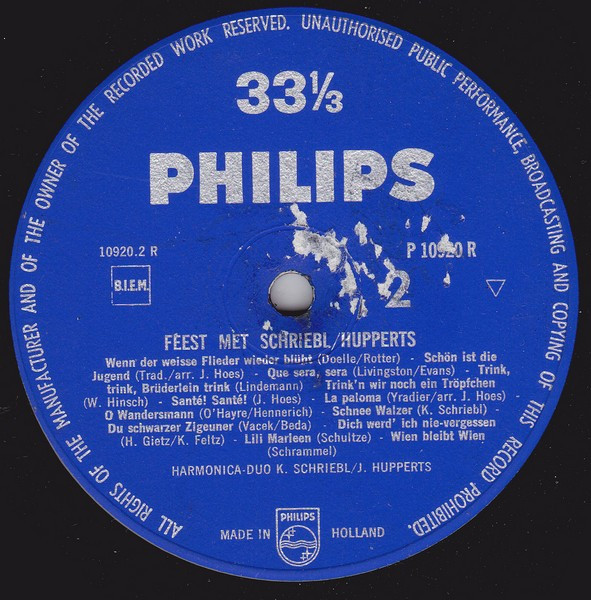 ALL RIGHTS OF THE MANUFACTURER AND OF THE OWNER OF THE RECORDED WORK RESERVED. UNAUTHORISED PUBLIC PERFORMANCE, BROADCASTING AND COPYING OF THIS RECORD PROHIBITED.
33⅓
PHILIPS
10920.2 R
P 10920 R
B.I.E.M.
2
FEEST MET SCHRIEBL/HUPPERTS
Wenn der weisse Flieder wieder blüht (Doelle/Rotter) - Schön ist die
Jugend (Trad./arr. J. Hoes) - Que sera, sera (Livingston/Evans) - Trink,
trink, Brüderlein trink (Lindemann) - Trink'n wir noch ein Tröpfchen
(W. Hinsch) - Santé! Santé! (J. Hoes) - La paloma (Yradier/arr. J. Hoes) -
O Wandersmann (O'Hayre/Hennerich) - Schnee Walzer (K. Schriebl) -
Du schwarzer Zigeuner (Vacek/Beda) - Dich werd' ich nie-vergessen
(H. Gietz/K. Feltz) - Lili Marleen (Schultze) - Wien bleibt Wien
(Schrammel)
HARMONICA-DUO K. SCHRIEBL/J. HUPPERTS
PHILIPS
MADE IN HOLLAND